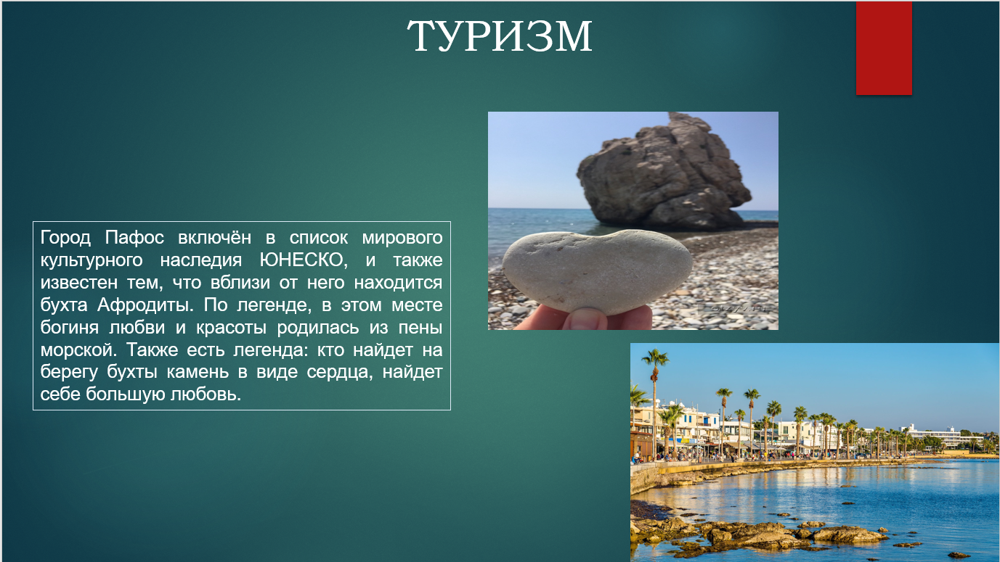 ТУРИЗМ
Город Пафос включён в список мирового
культурного наследия ЮНЕСКО, и также
известен тем, что вблизи от него находится
бухта Афродиты. По легенде, в этом месте
богиня любви и красоты родилась из пены
морской. Также есть легенда: кто найдет на
берегу бухты камень в виде сердца, найдет
себе большую любовь.